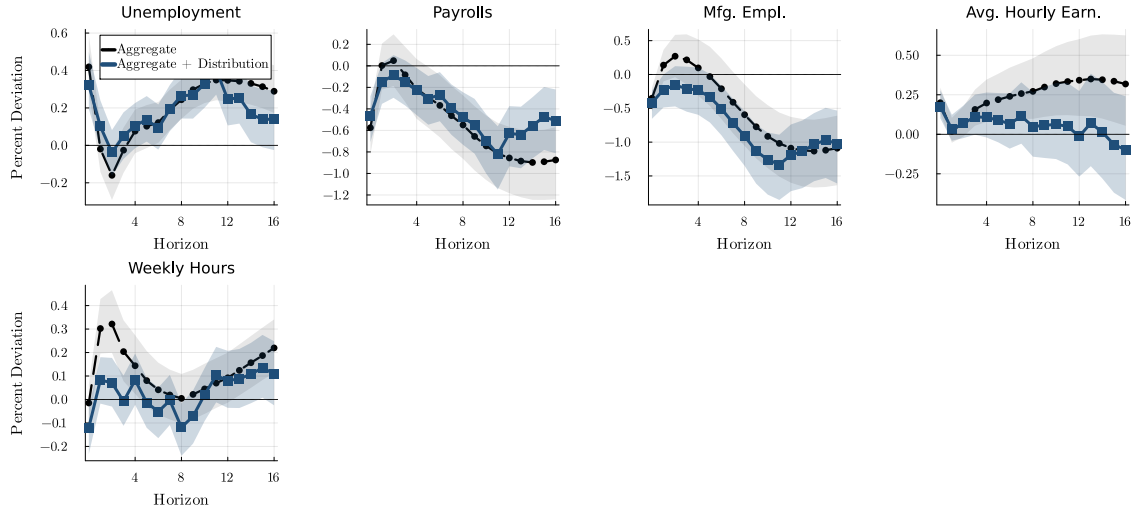 Unemployment
Payrolls
Mfg. Empl.
Avg. Hourly Earn.
Percent Deviation
0.6
0.4
0.2
0.0
−0.2
Aggregate
Aggregate + Distribution
4 8 12 16
Horizon
0.2
0.0
−0.2
−0.4
−0.6
−0.8
−1.0
−1.2
4 8 12 16
Horizon
0.5
0.0
−0.5
−1.0
−1.5
4 8 12 16
Horizon
0.50
0.25
0.00
−0.25
4 8 12 16
Horizon
Weekly Hours
Percent Deviation
0.4
0.3
0.2
0.1
0.0
−0.1
−0.2
4 8 12 16
Horizon